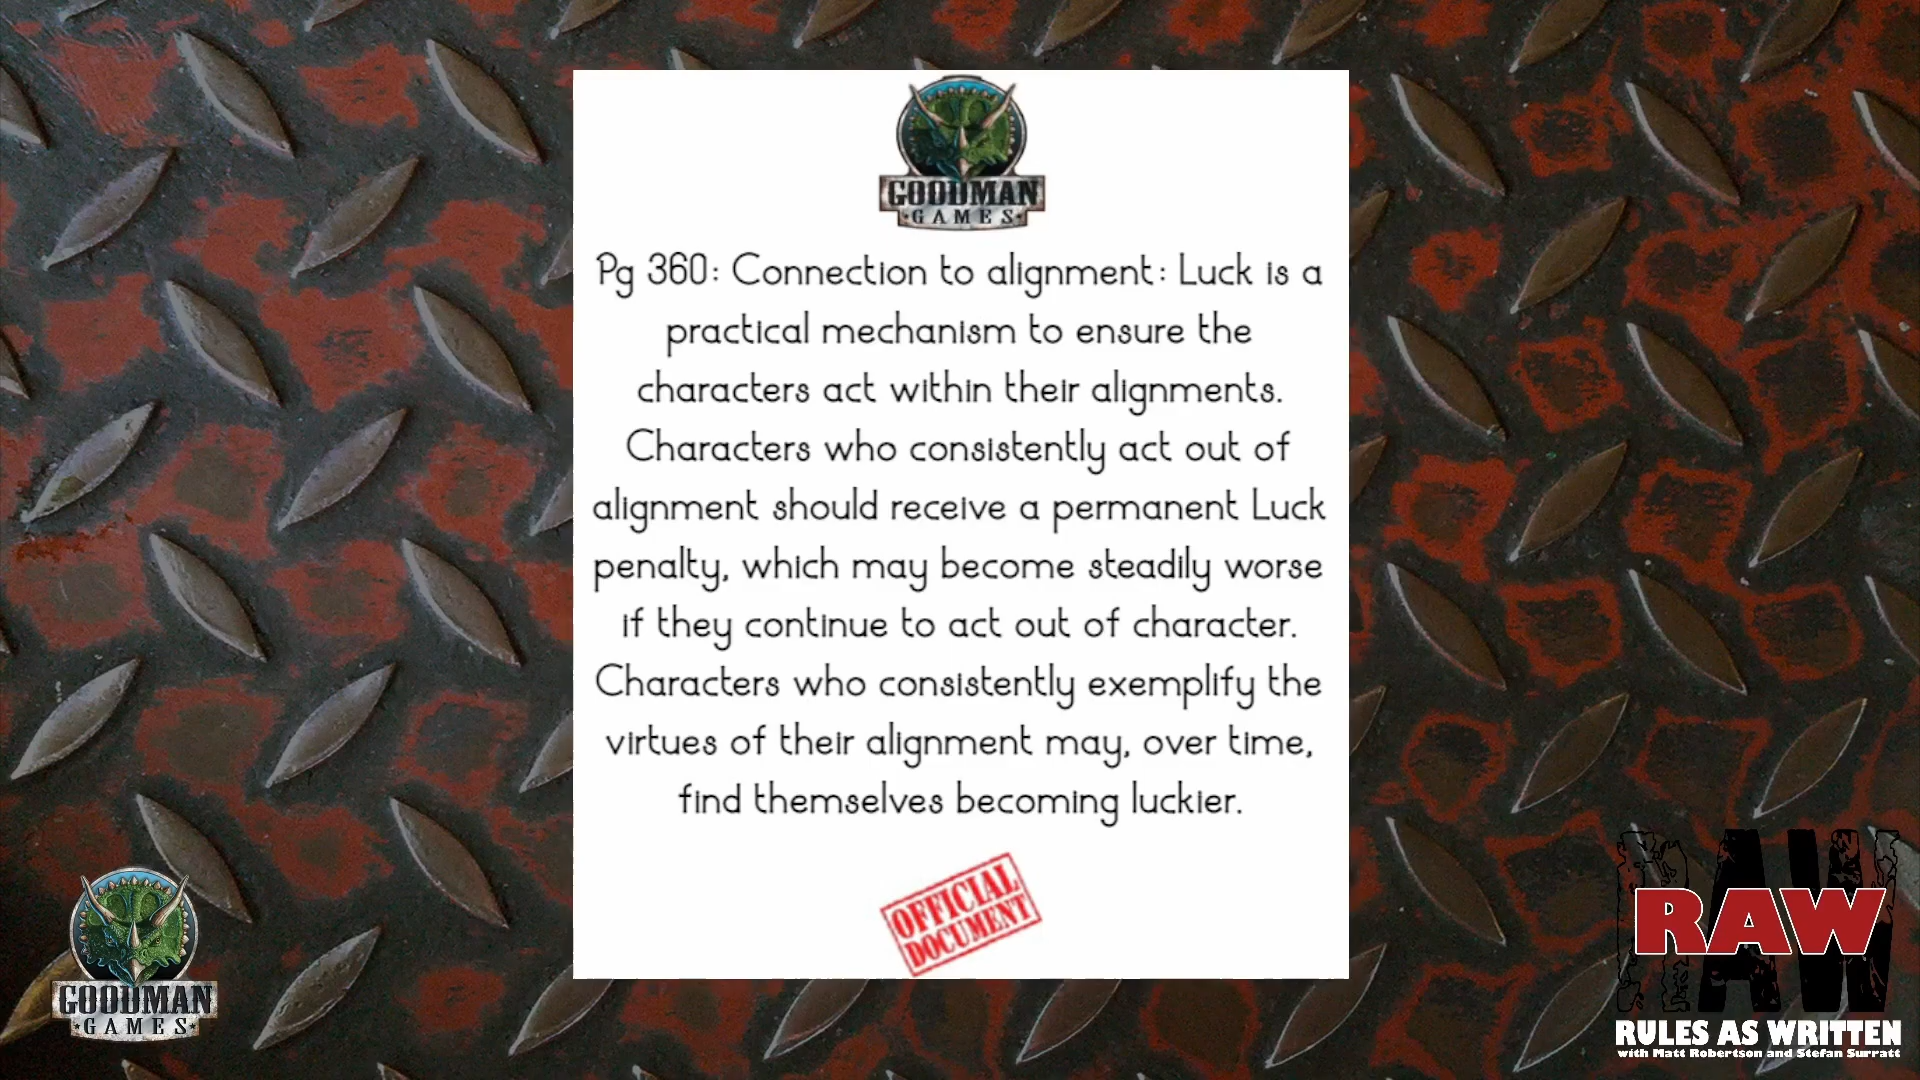 GOODMAN
GAMES
Pg 360: Connection to alignment: Luck is a
practical mechanism to ensure the
characters act within their alignments.
Characters who consistently act out of
alignment should receive a permanent Luck
penalty, which may become steadily worse
if they continue to act out of character.
Characters who consistently exemplify the
virtues of their alignment may, over time,
find themselves becoming luckier.
OFFICIAL
DOCUMENT
GOODMAN
GAMES
RAW
RAW
RULES AS WRITTEN
with Matt Robertson and Stefan Surratt